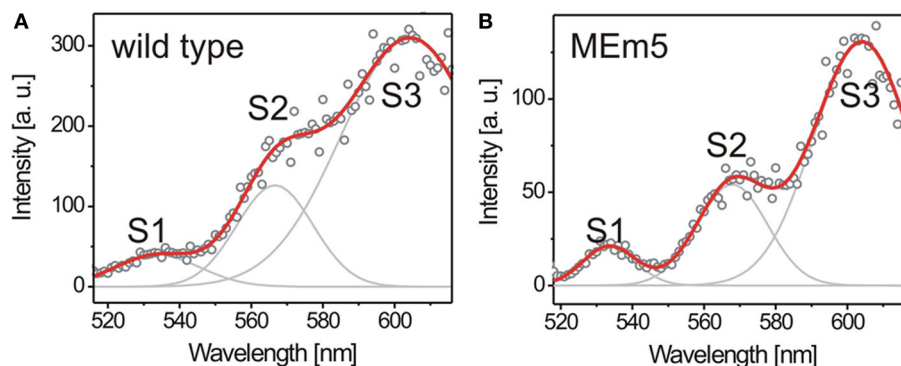 A
wild type
300
200
100
0
Intensity [a. u.]
S1
S2
S3
520 540 560 580 600
Wavelength [nm]
B
MEm5
100
50
0
Intensity [a. u.]
S1
S2
S3
520 540 560 580 600
Wavelength [nm]